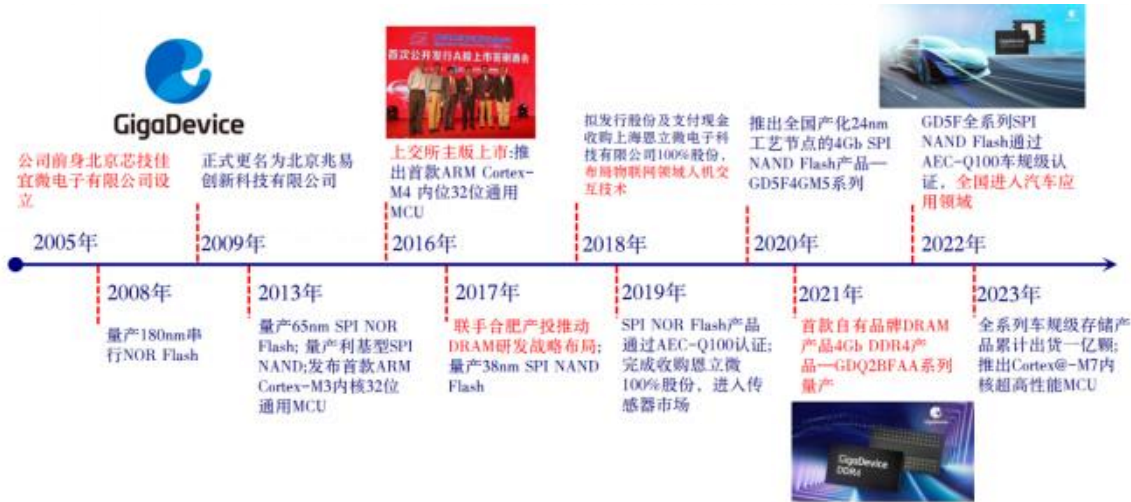 GigaDevice
公司前身北京芯技佳
宜微电子有限公司设
立
2005年
正式更名为北京兆易
创新科技有限公司
2009年
首次公开发行A股上市答谢酒会
上交所主版上市:推
出首款ARM Cortex-
M4 内位32位通用
MCU
2016年
拟发行股份及支付现金
收购上海恩立微电子科
技有限公司100%股份,
布局物联网领域人机交
互技术
2018年
推出全国产化24nm
工艺节点的4Gb SPI
NAND Flash产品—
GD5F4GM5系列
2020年
GD5F全系列SPI
NAND Flash通过
AEC-Q100车规级认
证, 全国进入汽车应
用领域
2022年
2008年
量产180nm串
行NOR Flash
2013年
量产65nm SPI NOR
Flash; 量产利基型SPI
NAND;发布首款ARM
Cortex-M3内核32位
通用MCU
2017年
联手合肥产投推动
DRAM研发战略布局;
量产38nm SPI NAND
Flash
2019年
SPI NOR Flash产品
通过AEC-Q100认证;
完成收购恩立微
100%股份, 进入传
感器市场
2021年
首款自有品牌DRAM
产品4Gb DDR4产
品—GDQ2BFAA系列
量产
GigaDevice
DDR4
2023年
全系列车规级存储产
品累计出货一亿颗;
推出Cortex@-M7内
核超高性能MCU